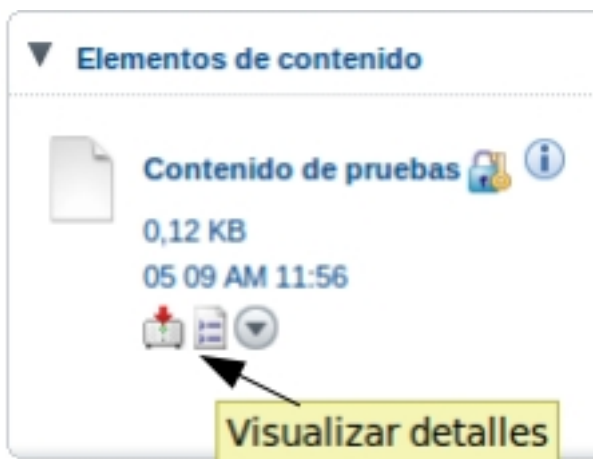 Elementos de contenido
Contenido de pruebas
0,12 KB
05 09 AM 11:56
Visualizar detalles